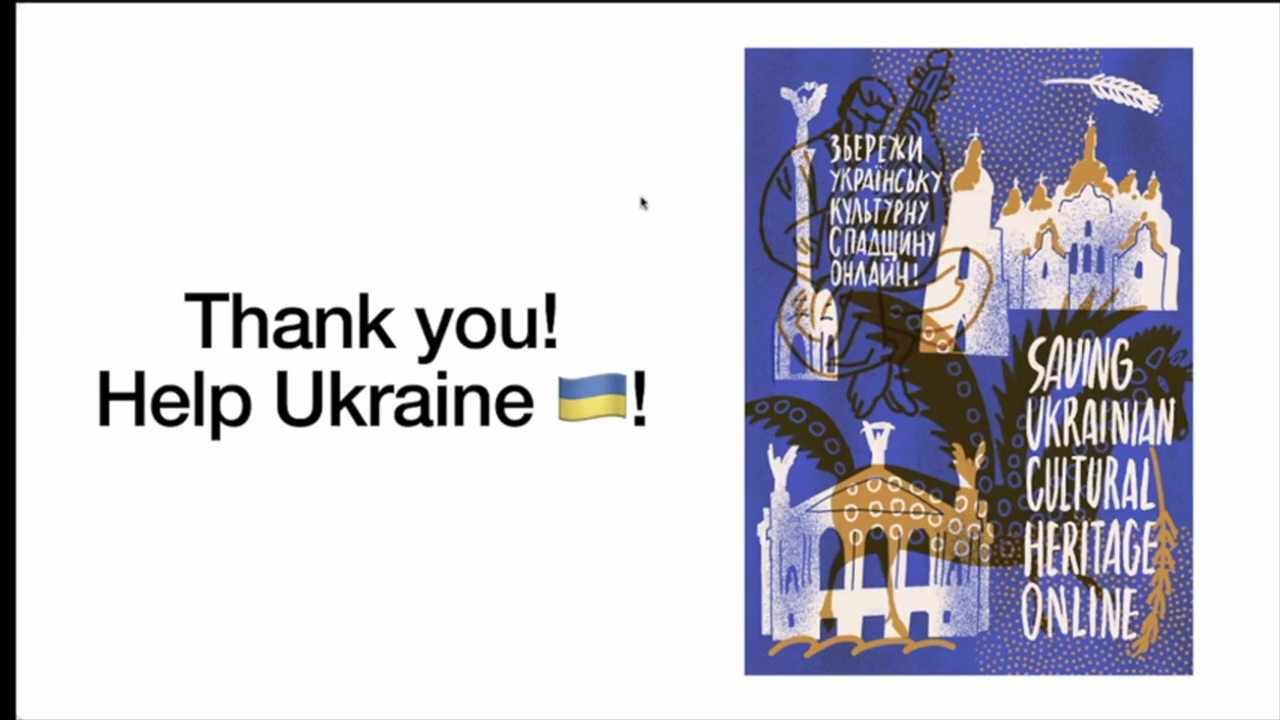 Thank you!
Help Ukraine 🇺🇦!
ЗБЕРЕЖИ
УКРАЇНСЬКУ
КУЛЬТУРНУ
СПАДЩИНУ
ОНЛАЙН!
SAVING
UKRAINIAN
CULTURAL
HERITAGE
ONLINE